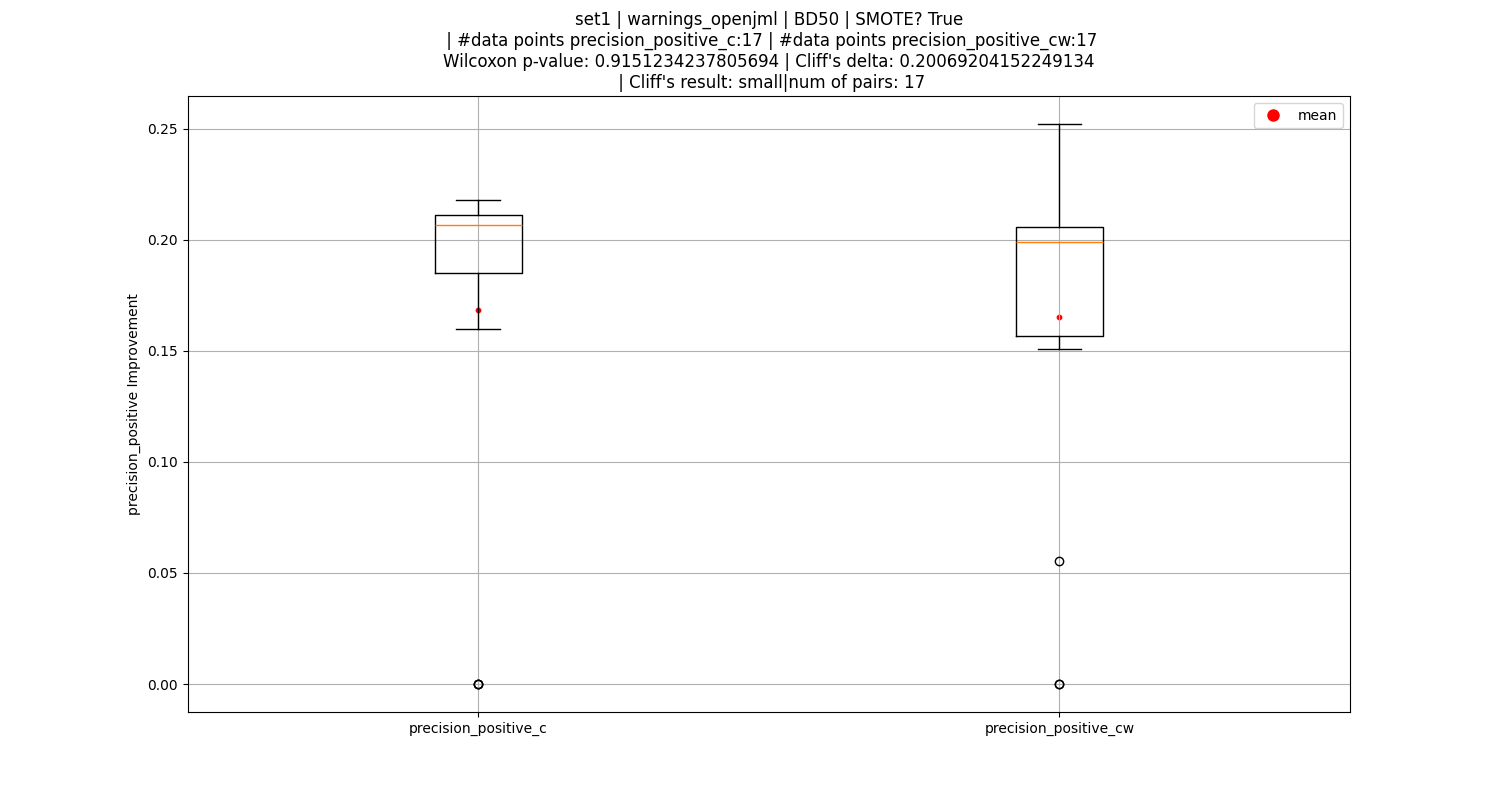 set1 | warnings_openjml | BD50 | SMOTE? True
| #data points precision_positive_c:17 | #data points precision_positive_cw:17
Wilcoxon p-value: 0.9151234237805694 | Cliff's delta: 0.20069204152249134
| Cliff's result: small|num of pairs: 17
mean
0.25
0.20
0.15
0.10
0.05
0.00
precision_positive Improvement
precision_positive_c
precision_positive_cw